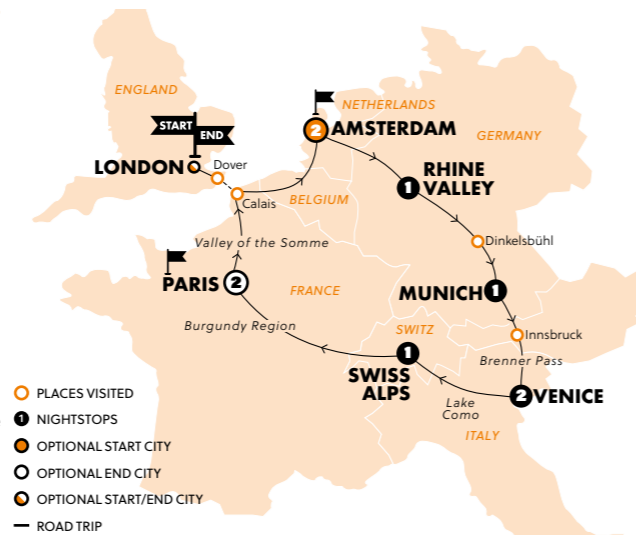 ENGLAND
START
END
LONDON
Dover
Calais
NETHERLANDS
2
AMSTERDAM
GERMANY
BELGIUM
1
RHINE
VALLEY
Dinkelsbühl
Valley of the Somme
PARIS
2
FRANCE
MUNICH
1
Burgundy Region
SWITZ
Innsbruck
Brenner Pass
1
SWISS
ALPS
Lake
Como
2
VENICE
ITALY
PLACES VISITED
1 NIGHTSTOPS
OPTIONAL START CITY
OPTIONAL END CITY
OPTIONAL START/END CITY
ROAD TRIP